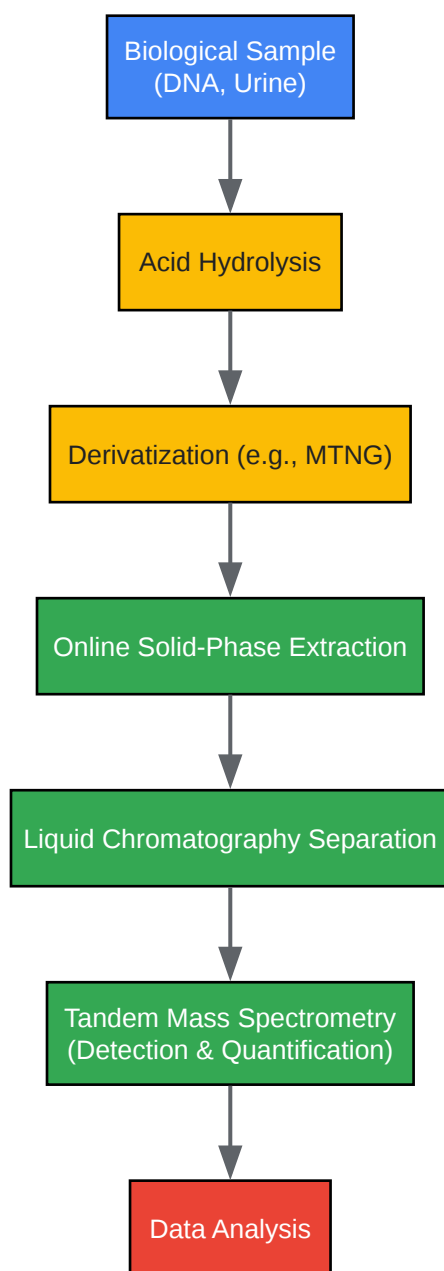 Biological Sample
(DNA, Urine)
Acid Hydrolysis
Derivatization (e.g., MTNG)
Online Solid-Phase Extraction
Liquid Chromatography Separation
Tandem Mass Spectrometry
(Detection & Quantification)
Data Analysis